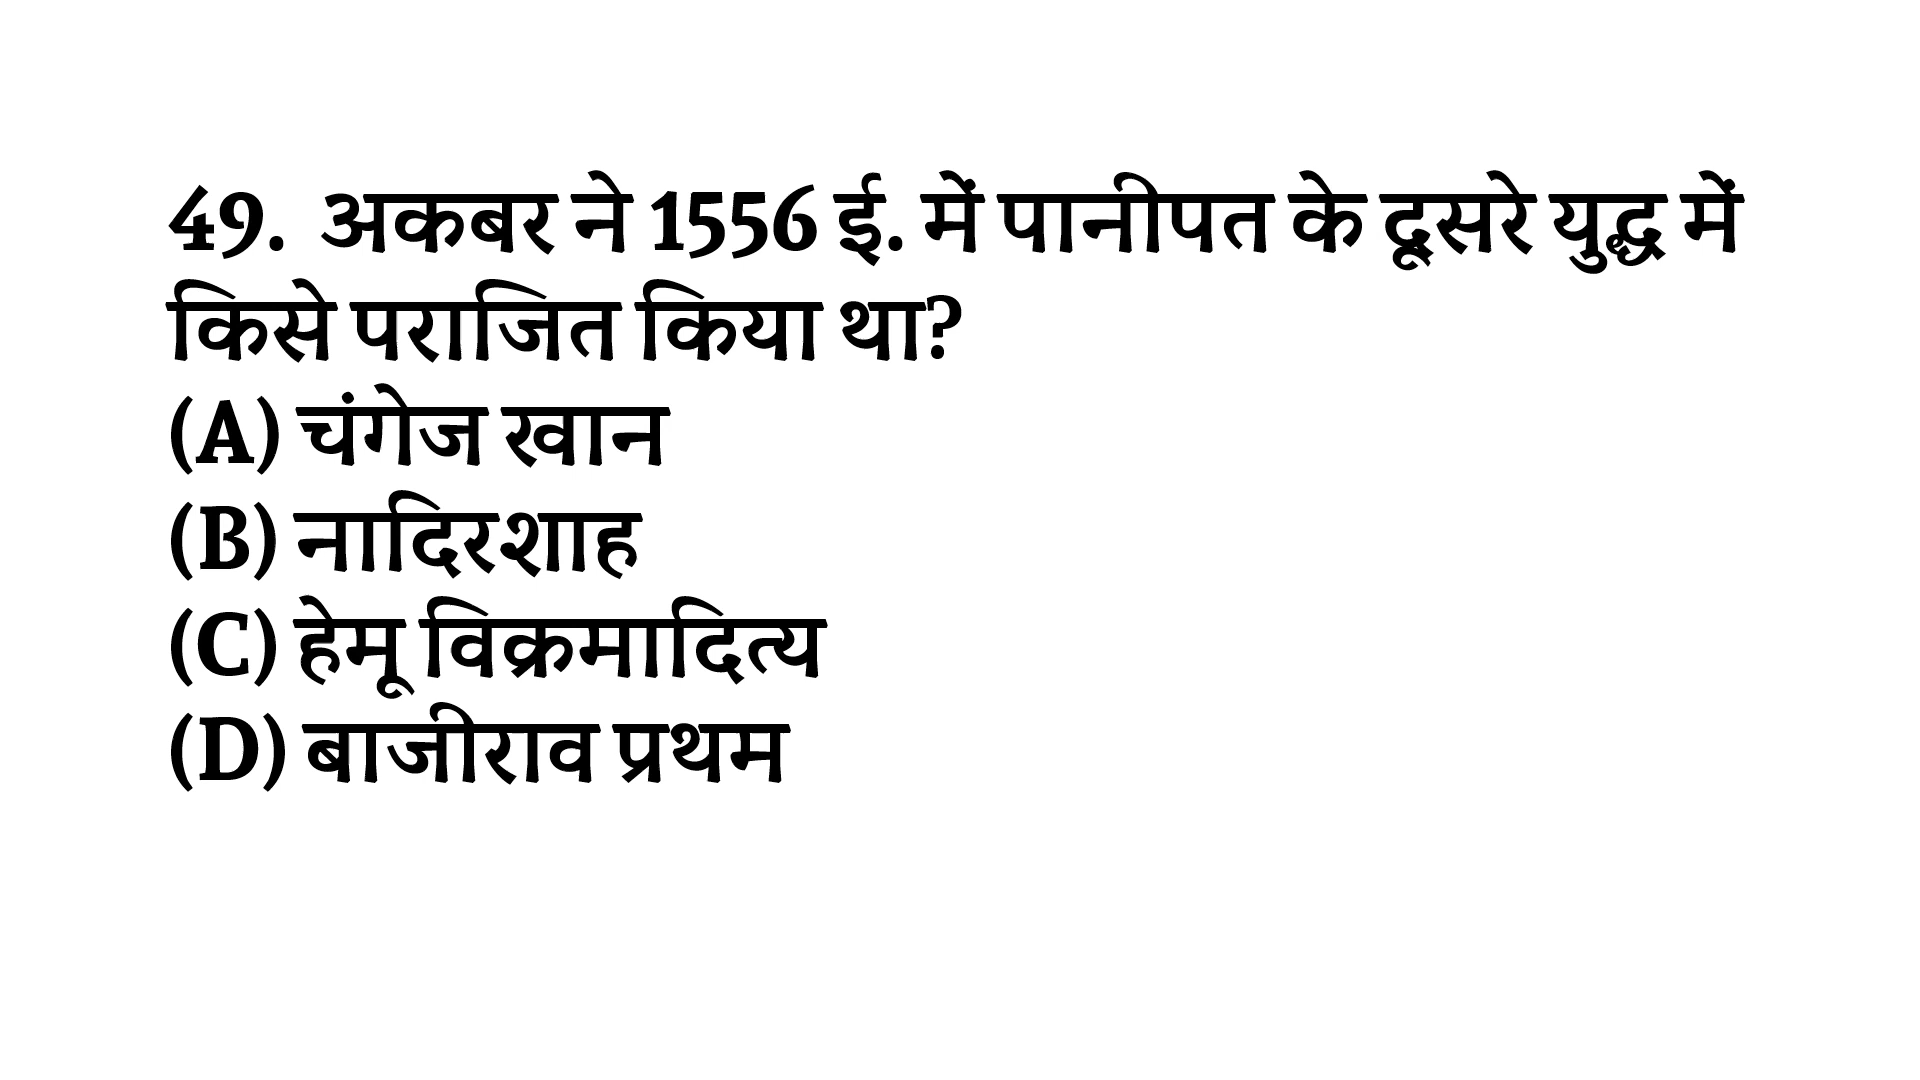 49. अकबर ने 1556 ई. में पानीपत के दूसरे युद्ध में
किसे पराजित किया था?
(A) चंगेज खान
(B) नादिरशाह
(C) हेमू विक्रमादित्य
(D) बाजीराव प्रथम